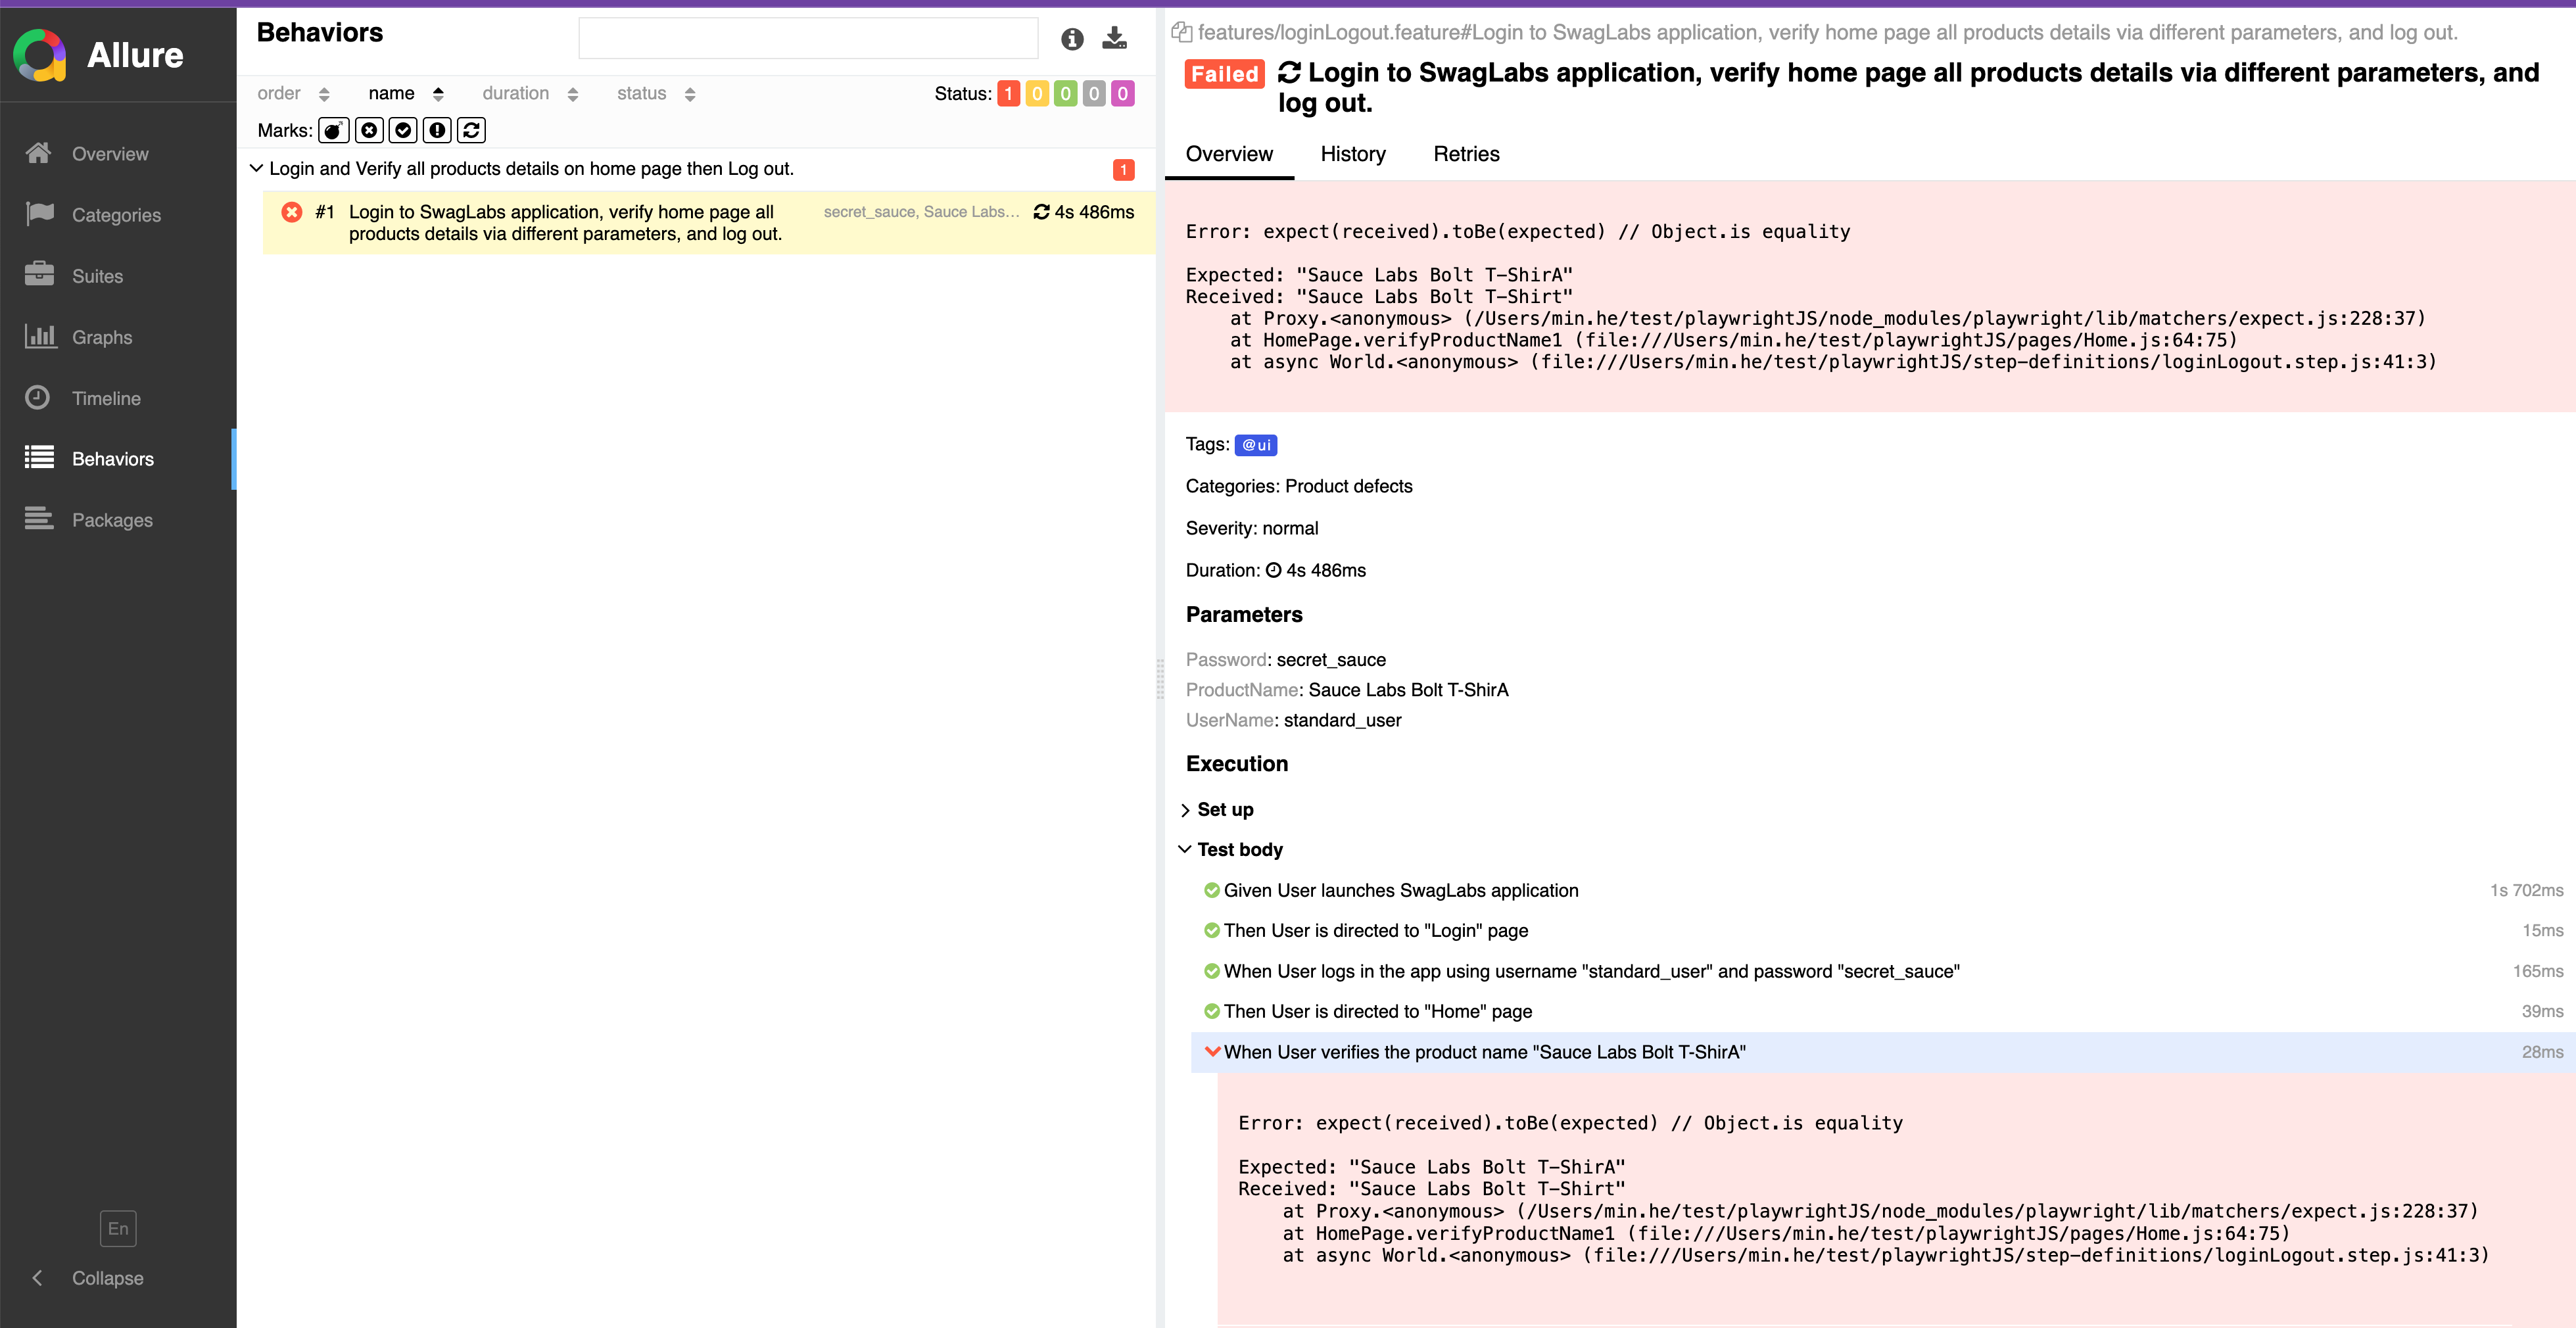 Allure
Overview
Categories
Suites
Graphs
Timeline
Behaviors
Packages
En
Collapse
Behaviors
order name duration status Status: 1 0 0 0 0
Marks:
Login and Verify all products details on home page then Log out. 1
#1 Login to SwagLabs application, verify home page all secret_sauce, Sauce Labs... 4s 486ms
products details via different parameters, and log out.
features/loginLogout.feature#Login to SwagLabs application, verify home page all products details via different parameters, and log out.
Failed Login to SwagLabs application, verify home page all products details via different parameters, and
log out.
Overview History Retries
Error: expect(received).toBe(expected) // Object.is equality
Expected: "Sauce Labs Bolt T-ShirA"
Received: "Sauce Labs Bolt T-Shirt"
at Proxy.<anonymous> (/Users/min.he/test/playwrightJS/node_modules/playwright/lib/matchers/expect.js:228:37)
at HomePage.verifyProductName1 (file:///Users/min.he/test/playwrightJS/pages/Home.js:64:75)
at async World.<anonymous> (file:///Users/min.he/test/playwrightJS/step-definitions/loginLogout.step.js:41:3)
Tags: @ui
Categories: Product defects
Severity: normal
Duration: 4s 486ms
Parameters
Password: secret_sauce
ProductName: Sauce Labs Bolt T-ShirA
UserName: standard_user
Execution
Set up
Test body
Given User launches SwagLabs application 1s 702ms
Then User is directed to "Login" page 15ms
When User logs in the app using username "standard_user" and password "secret_sauce" 165ms
Then User is directed to "Home" page 39ms
When User verifies the product name "Sauce Labs Bolt T-ShirA" 28ms
Error: expect(received).toBe(expected) // Object.is equality
Expected: "Sauce Labs Bolt T-ShirA"
Received: "Sauce Labs Bolt T-Shirt"
at Proxy.<anonymous> (/Users/min.he/test/playwrightJS/node_modules/playwright/lib/matchers/expect.js:228:37)
at HomePage.verifyProductName1 (file:///Users/min.he/test/playwrightJS/pages/Home.js:64:75)
at async World.<anonymous> (file:///Users/min.he/test/playwrightJS/step-definitions/loginLogout.step.js:41:3)